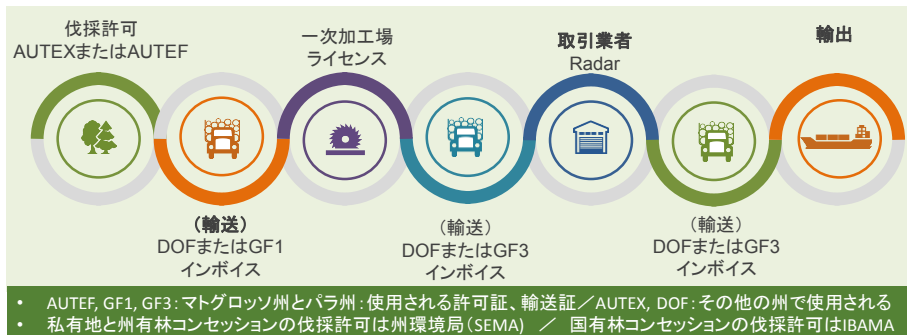 伐採許可
AUTEXまたはAUTEF
一次加工場
ライセンス
取引業者
Radar
輸出
(輸送)
DOFまたはGF1
インボイス
(輸送)
DOFまたはGF3
インボイス
(輸送)
DOFまたはGF3
インボイス
• AUTEF, GF1, GF3:マトグロッソ州とパラ州:使用される許可証、輸送証/AUTEX, DOF:その他の州で使用される
• 私有地と州有林コンセッションの伐採許可は州環境局(SEMA) / 国有林コンセッションの伐採許可はIBAMA